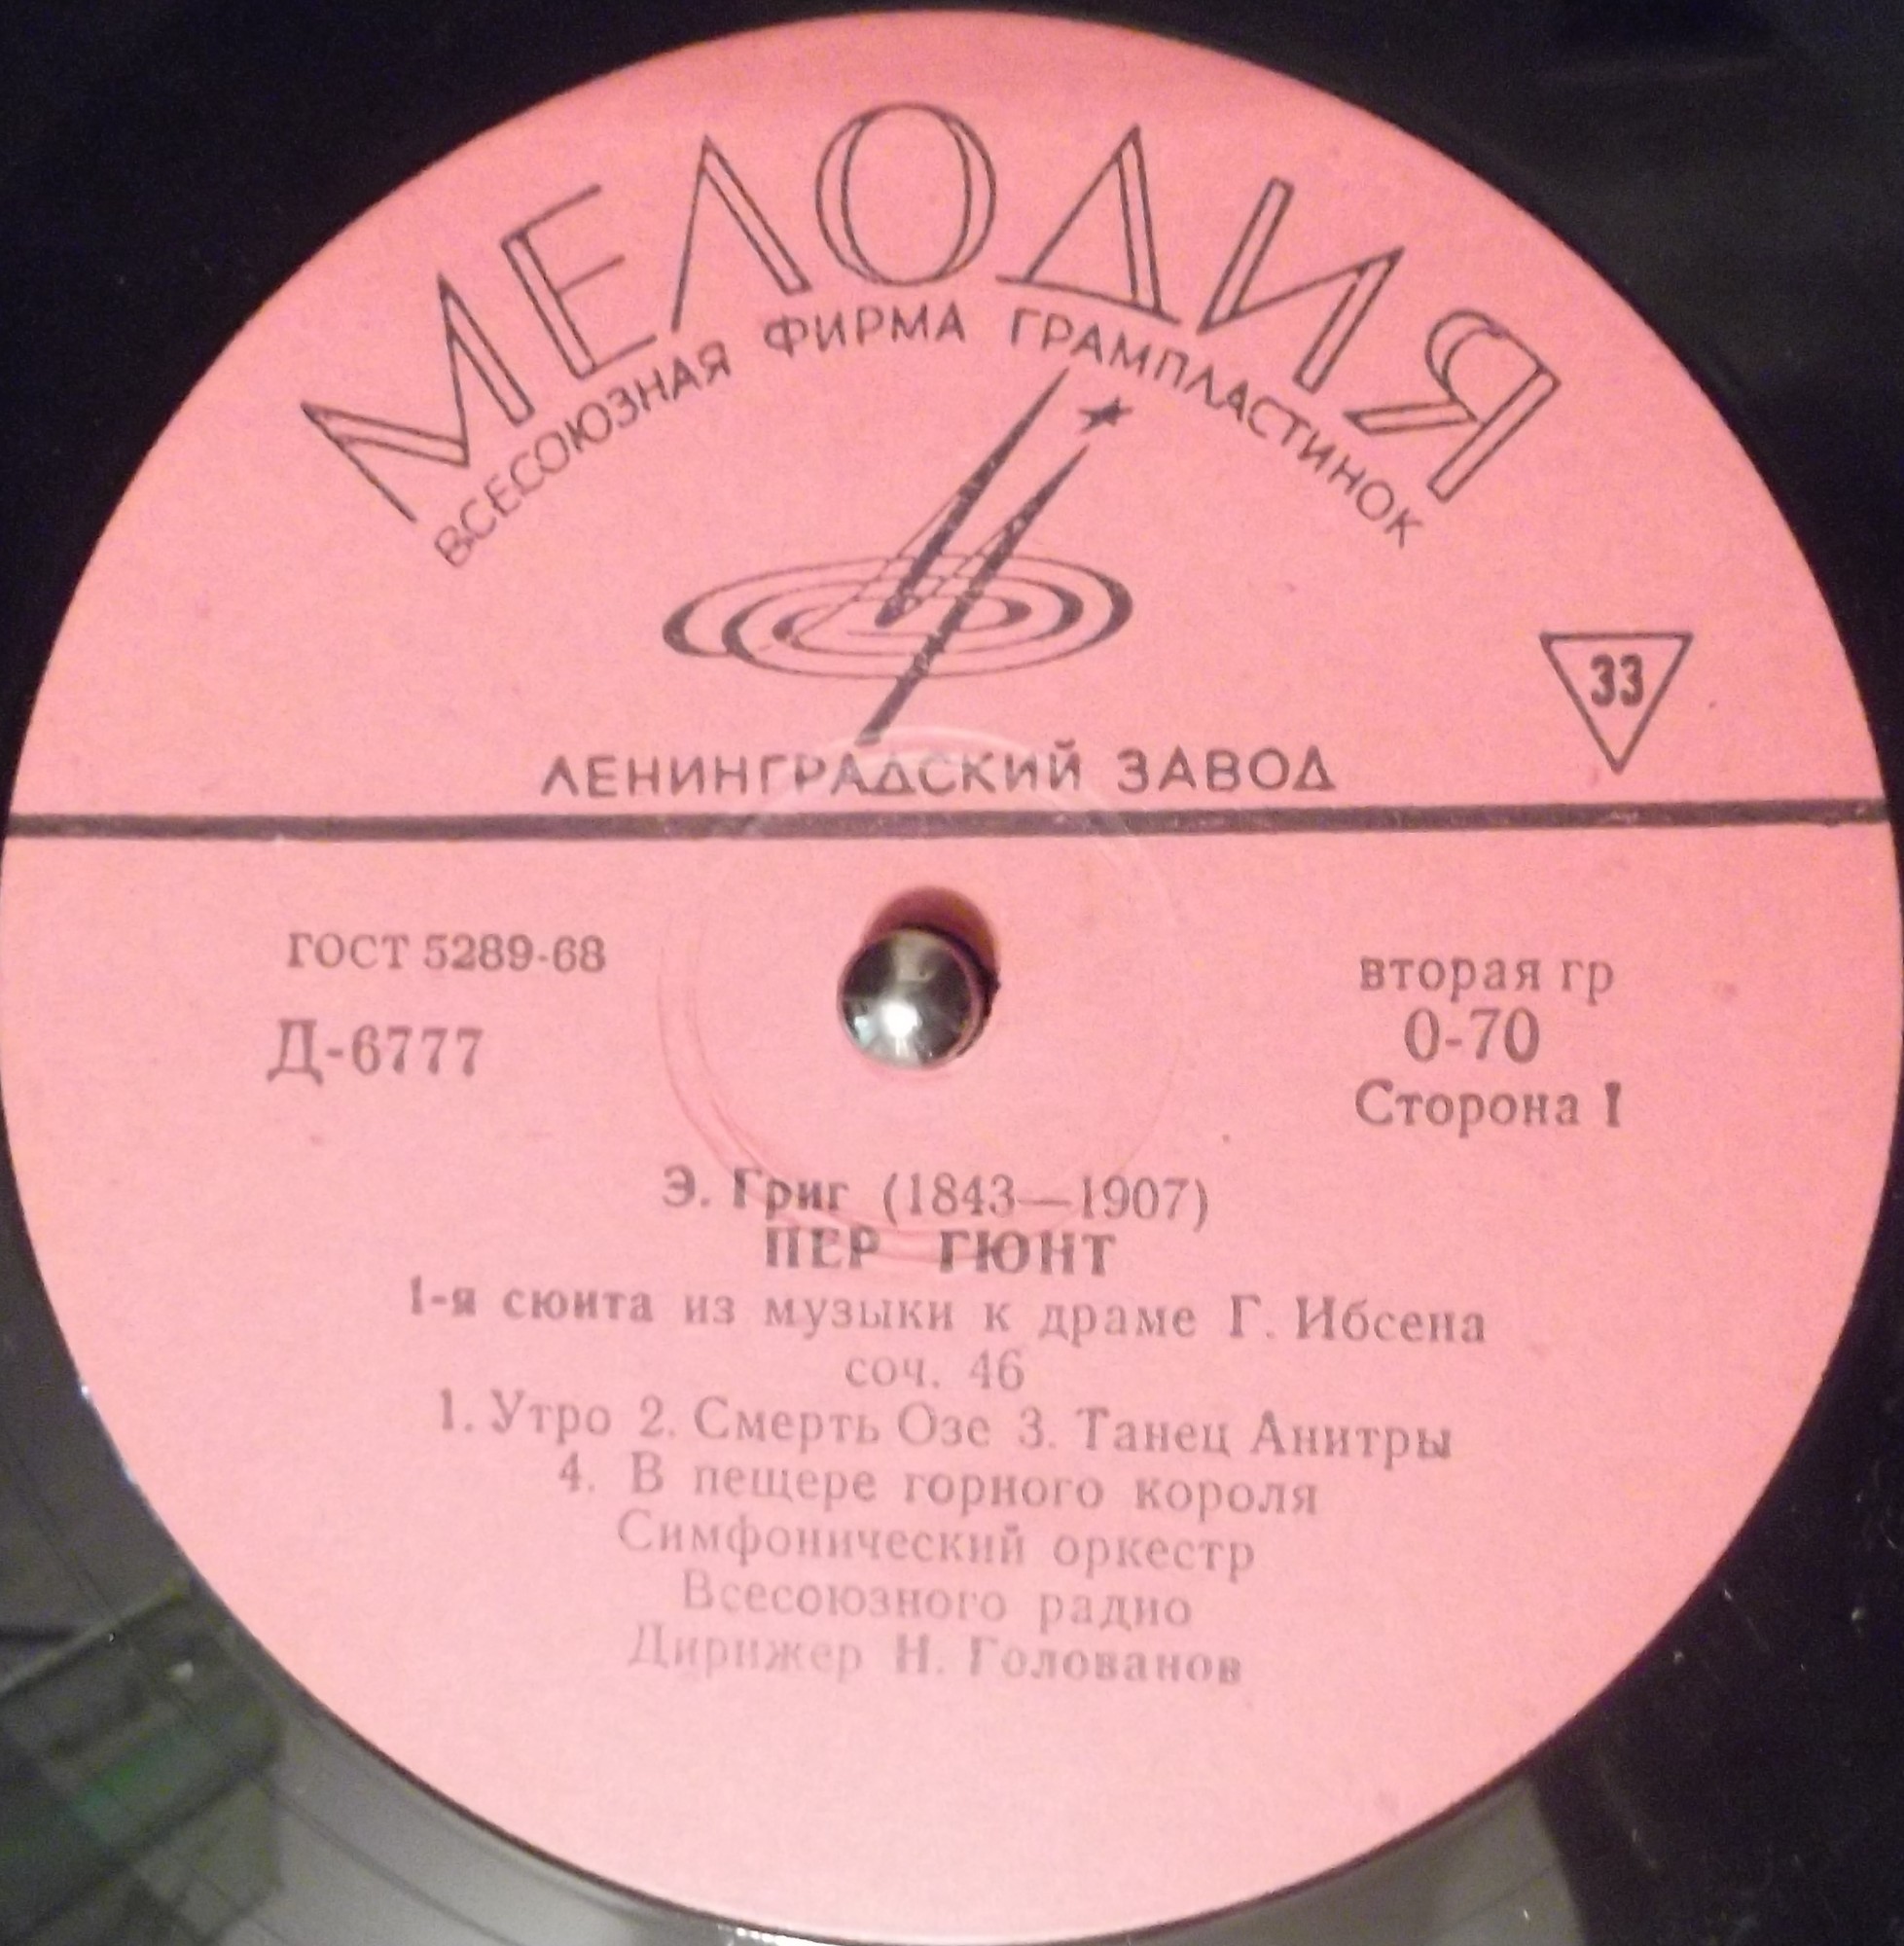 МЕЛОДИЯ
ВСЕСОЮЗНАЯ ФИРМА ГРАМПЛАСТИНОК
33
ЛЕНИНГРАДСКИЙ ЗАВОД
ГОСТ 5289-68
вторая гр
Д-6777
0-70
Сторона I
Э. Григ (1843—1907)
ПЕР ГЮНТ
1-я сюита из музыки к драме Г. Ибсена
соч. 46
1. Утро 2. Смерть Озе 3. Танец Анитры
4. В пещере горного короля
Симфонический оркестр
Всесоюзного радио
Дирижер Н. Голованов